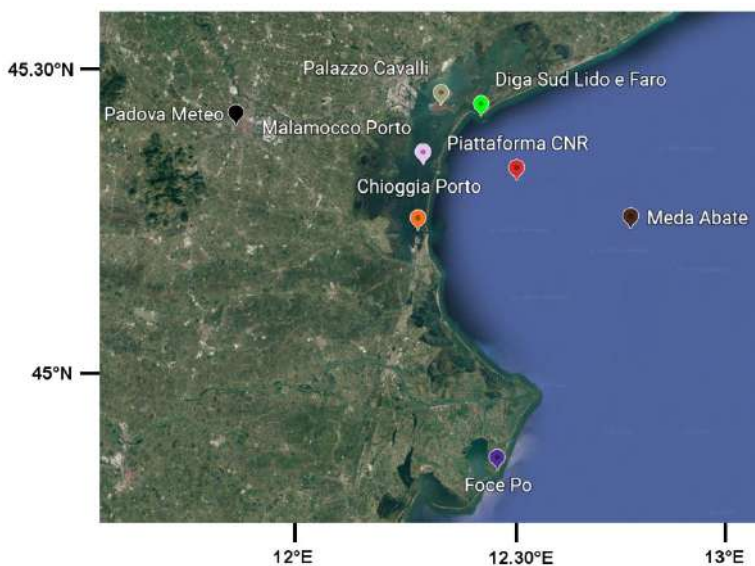 45.30°N
Palazzo Cavalli
Diga Sud Lido e Faro
Padova Meteo
Malamocco Porto
Piattaforma CNR
Chioggia Porto
Meda Abate
45°N
Foce Po
12°E
12.30°E
13°E